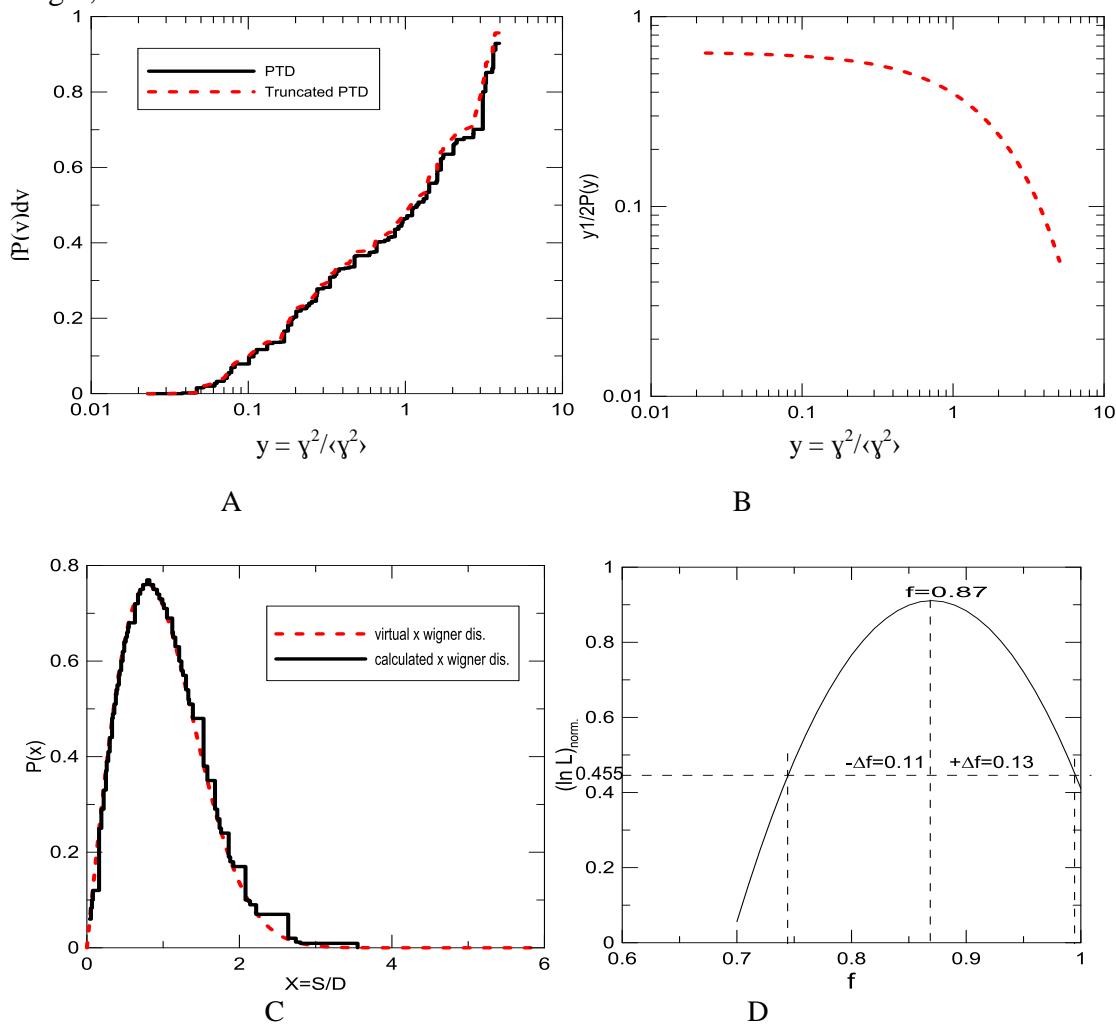 1
0.8
0.6
0.4
0.2
0
PTD
Truncated PTD
∫P(y)dy
0.01 0.1 1 10
y = γ²/‹γ²›
A
1
0.1
0.01
y1/2P(y)
0.01 0.1 1 10
y = γ²/‹γ²›
B
0.8
0.6
0.4
0.2
0
P(x)
virtual x wigner dis.
calculated x wigner dis.
0 2 4 6
X=S/D
C
1
0.8
0.6
0.4
0.2
0
0.455
(ln L)norm.
f=0.87
-Δf=0.11 +Δf=0.13
0.6 0.7 0.8 0.9 1
f
D